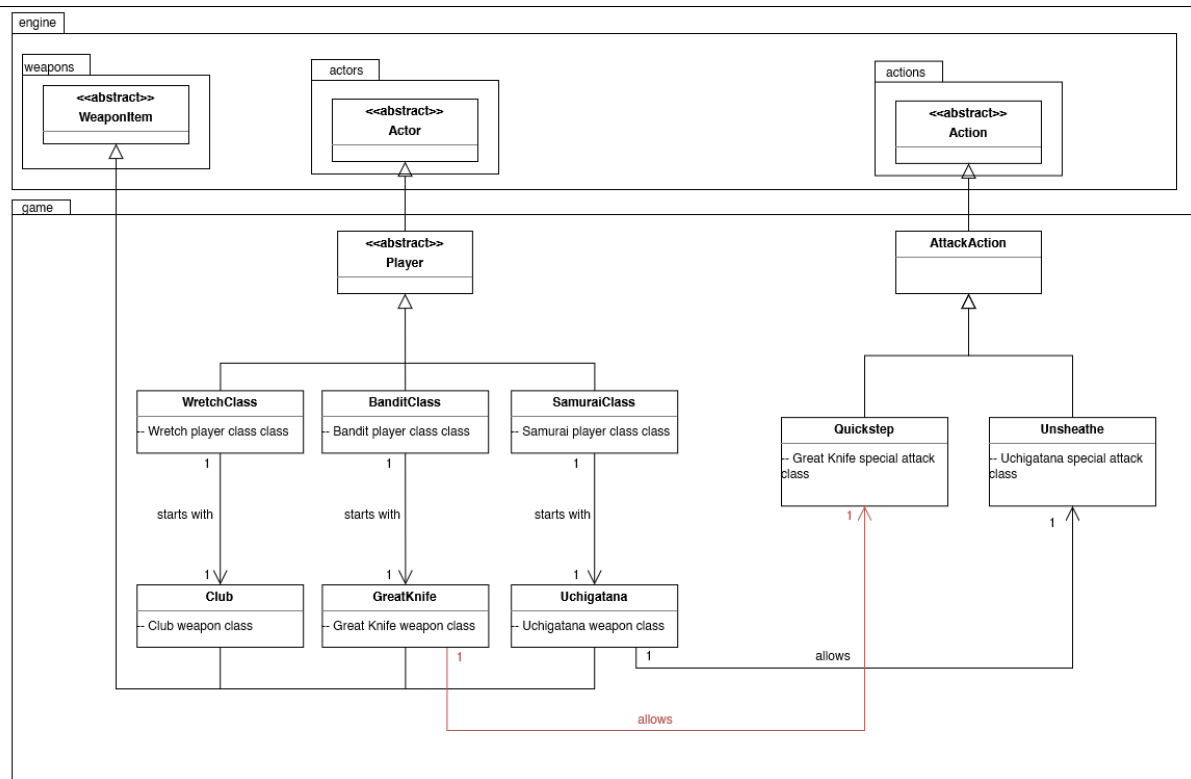 engine
weapons
<<abstract>>
WeaponItem
actors
<<abstract>>
Actor
actions
<<abstract>>
Action
game
<<abstract>>
Player
AttackAction
WretchClass
-- Wretch player class class
BanditClass
-- Bandit player class class
SamuraiClass
-- Samurai player class class
Quickstep
-- Great Knife special attack
class
Unsheathe
-- Uchigatana special attack
class
1
1
1
starts with
starts with
starts with
1
1
1
1
1
Club
-- Club weapon class
GreatKnife
-- Great Knife weapon class
Uchigatana
-- Uchigatana weapon class
1
1
allows
allows